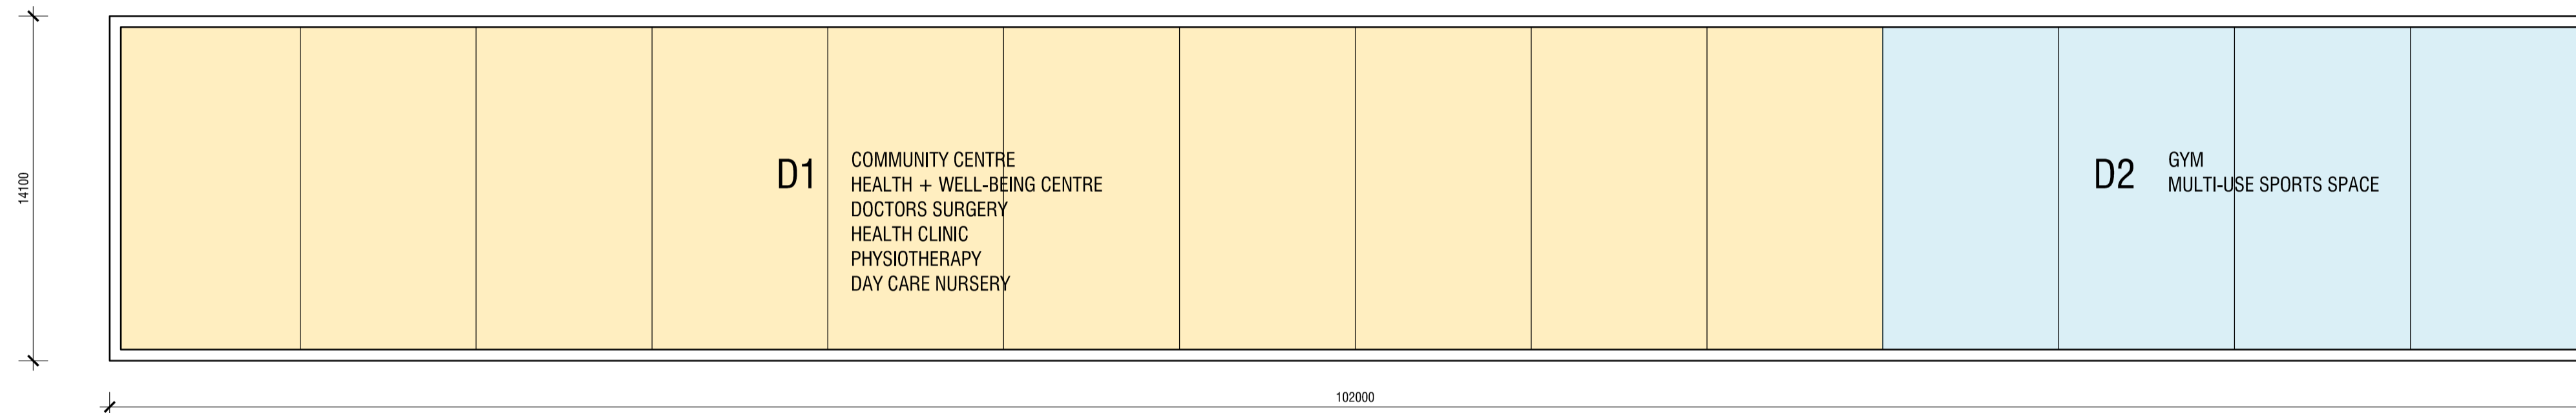 14100
D1
COMMUNITY CENTRE
HEALTH + WELL-BEING CENTRE
DOCTORS SURGERY
HEALTH CLINIC
PHYSIOTHERAPY
DAY CARE NURSERY
D2
GYM
MULTI-USE SPORTS SPACE
102000